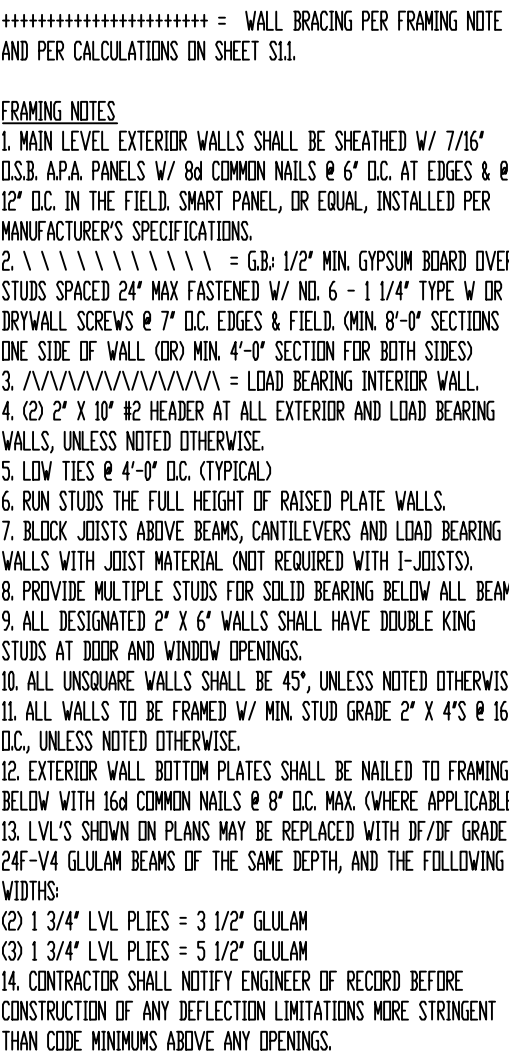 +++++++++++++++++++++++ = WALL BRACING PER FRAMING NOTE
AND PER CALCULATIONS ON SHEET S1.1.
FRAMING NOTES
1. MAIN LEVEL EXTERIOR WALLS SHALL BE SHEATHED W/ 7/16"
O.S.B. A.P.A. PANELS W/ 8d COMMON NAILS @ 6" O.C. AT EDGES & @
12" O.C. IN THE FIELD. SMART PANEL, OR EQUAL, INSTALLED PER
MANUFACTURER'S SPECIFICATIONS.
2. \ \ \ \ \ \ \ \ \ \ \ \ = G.B.: 1/2" MIN. GYPSUM BOARD OVER
STUDS SPACED 24" MAX FASTENED W/ NO. 6 - 1 1/4" TYPE W OR
DRYWALL SCREWS @ 7" O.C. EDGES & FIELD. (MIN. 8'-0" SECTIONS
ONE SIDE OF WALL (OR) MIN. 4'-0" SECTION FOR BOTH SIDES)
3. /\/\/\/\/\/\/\/\/\/\/\ = LOAD BEARING INTERIOR WALL.
4. (2) 2" X 10" #2 HEADER AT ALL EXTERIOR AND LOAD BEARING
WALLS, UNLESS NOTED OTHERWISE.
5. LOW TIES @ 4'-0" O.C. (TYPICAL)
6. RUN STUDS THE FULL HEIGHT OF RAISED PLATE WALLS.
7. BLOCK JOISTS ABOVE BEAMS, CANTILEVERS AND LOAD BEARING
WALLS WITH JOIST MATERIAL (NOT REQUIRED WITH I-JOISTS).
8. PROVIDE MULTIPLE STUDS FOR SOLID BEARING BELOW ALL BEAM
9. ALL DESIGNATED 2" X 6" WALLS SHALL HAVE DOUBLE KING
STUDS AT DOOR AND WINDOW OPENINGS.
10. ALL UNSQUARE WALLS SHALL BE 45°, UNLESS NOTED OTHERWIS
11. ALL WALLS TO BE FRAMED W/ MIN. STUD GRADE 2" X 4"S @ 16
O.C., UNLESS NOTED OTHERWISE.
12. EXTERIOR WALL BOTTOM PLATES SHALL BE NAILED TO FRAMING
BELOW WITH 16d COMMON NAILS @ 8" O.C. MAX. (WHERE APPLICABLE
13. LVL'S SHOWN ON PLANS MAY BE REPLACED WITH DF/DF GRADE
24F-V4 GLULAM BEAMS OF THE SAME DEPTH, AND THE FOLLOWING
WIDTHS:
(2) 1 3/4" LVL PLIES = 3 1/2" GLULAM
(3) 1 3/4" LVL PLIES = 5 1/2" GLULAM
14. CONTRACTOR SHALL NOTIFY ENGINEER OF RECORD BEFORE
CONSTRUCTION OF ANY DEFLECTION LIMITATIONS MORE STRINGENT
THAN CODE MINIMUMS ABOVE ANY OPENINGS.